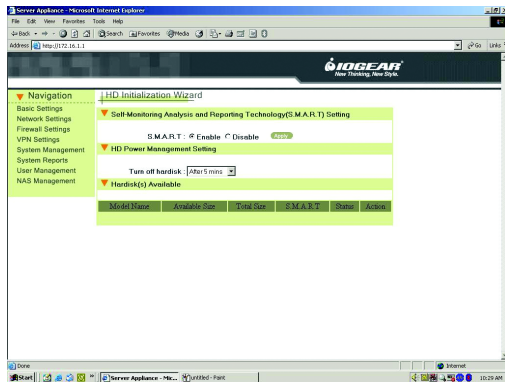 Server Appliance - Microsoft Internet Explorer
File Edit View Favorites Tools Help
Back Search Favorites Media
Address http://172.16.1.1 Go Links
IOGEAR
New Thinking, New Style.
Navigation
Basic Settings
Network Settings
Firewall Settings
VPN Settings
System Management
System Reports
User Management
NAS Management
HD Initialization Wizard
Self-Monitoring Analysis and Reporting Technology(S.M.A.R.T) Setting
S.M.A.R.T : Enable Disable Apply
HD Power Management Setting
Turn off hardisk : After 5 mins
Hardisk(s) Available
Model Name Available Size Total Size S.M.A.R.T Status Action
Done Internet
Start Server Appliance - Mic... untitled - Paint 10:29 AM